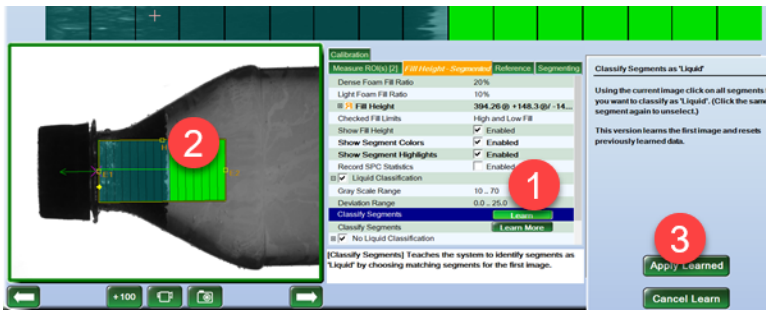 Calibration
Measure ROI(s) [2] Fill Height - Segmented Reference Segmenting
Dense Foam Fill Ratio 20%
Light Foam Fill Ratio 10%
Fill Height 394.26@ +148.3@/ -14...
Checked Fill Limits High and Low Fill
Show Fill Height Enabled
Show Segment Colors Enabled
Show Segment Highlights Enabled
Record SPC Statistics Enabled
Liquid Classification
Gray Scale Range 10 .. 70
Deviation Range 0.0 .. 25.0
Classify Segments Learn
Classify Segments Learn More
No Liquid Classification
[Classify Segments] Teaches the system to identify segments as
'Liquid' by choosing matching segments for the first image.
1
2
+100
Classify Segments as 'Liquid'
Using the current image click on all segments
you want to classify as 'Liquid'. (Click the same
segment again to unselect.)
This version learns the first image and resets
previously learned data.
3
Apply Learned
Cancel Learn